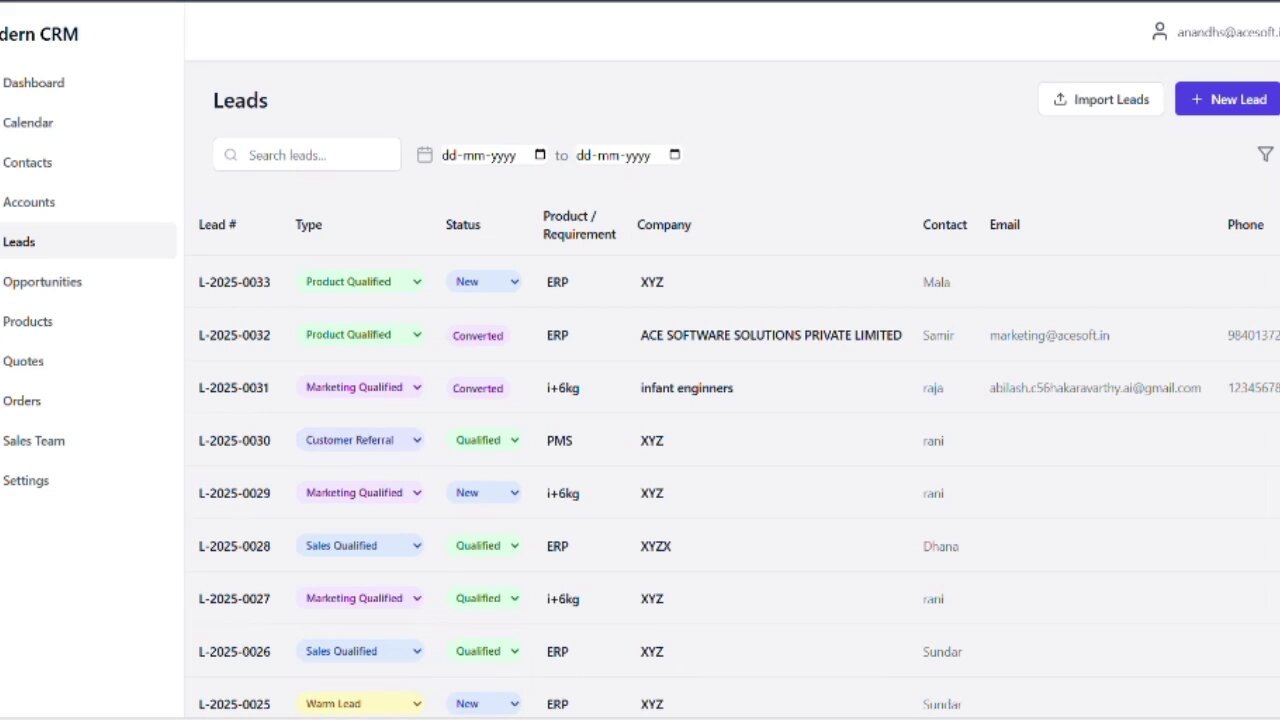 dern CRM
anandhs@acesoft.i
Dashboard
Calendar
Contacts
Accounts
Leads
Opportunities
Products
Quotes
Orders
Sales Team
Settings
Leads
Import Leads
+ New Lead
Search leads...
dd-mm-yyyy to dd-mm-yyyy
Lead # Type Status Product / Requirement Company Contact Email Phone
L-2025-0033 Product Qualified New ERP XYZ Mala
L-2025-0032 Product Qualified Converted ERP ACE SOFTWARE SOLUTIONS PRIVATE LIMITED Samir marketing@acesoft.in 98401372
L-2025-0031 Marketing Qualified Converted i+6kg infant enginners raja abilash.c56hakaravarthy.ai@gmail.com 12345678
L-2025-0030 Customer Referral Qualified PMS XYZ rani
L-2025-0029 Marketing Qualified New i+6kg XYZ rani
L-2025-0028 Sales Qualified Qualified ERP XYZX Dhana
L-2025-0027 Marketing Qualified Qualified i+6kg XYZ rani
L-2025-0026 Sales Qualified Qualified ERP XYZ Sundar
L-2025-0025 Warm Lead New ERP XYZ Sundar